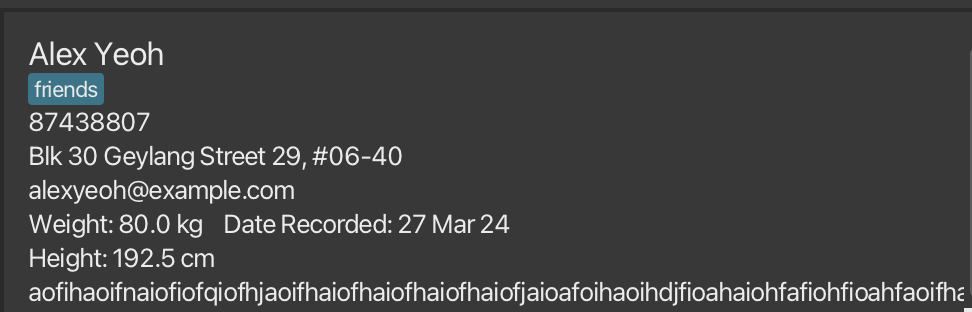 Alex Yeoh
friends
87438807
Blk 30 Geylang Street 29, #06-40
alexyeoh@example.com
Weight: 80.0 kg Date Recorded: 27 Mar 24
Height: 192.5 cm
aofihaoifnaiofiofqiofhjaoifhaiofhaiofhaiofhaiofjaioafoihaoihdjfioahaiohfafiohfioahfaoifha